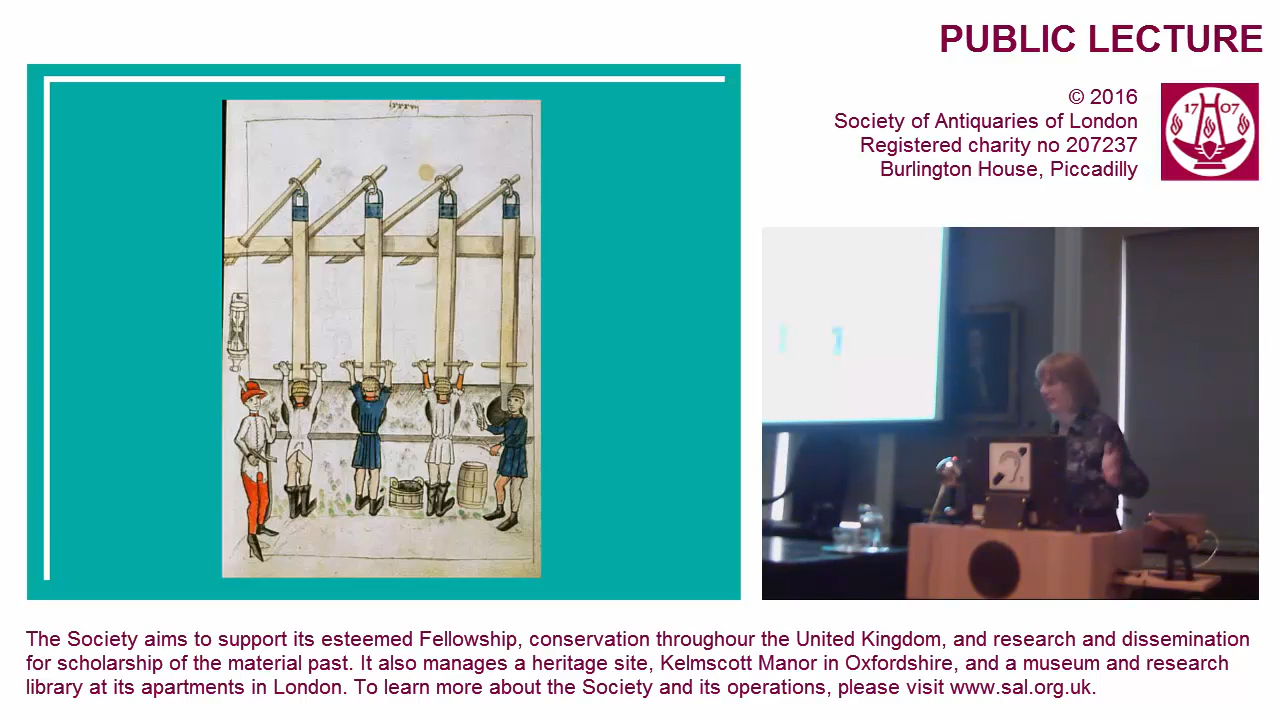 PUBLIC LECTURE
© 2016
Society of Antiquaries of London
Registered charity no 207237
Burlington House, Piccadilly
17 07
The Society aims to support its esteemed Fellowship, conservation throughour the United Kingdom, and research and dissemination
for scholarship of the material past. It also manages a heritage site, Kelmscott Manor in Oxfordshire, and a museum and research
library at its apartments in London. To learn more about the Society and its operations, please visit www.sal.org.uk.